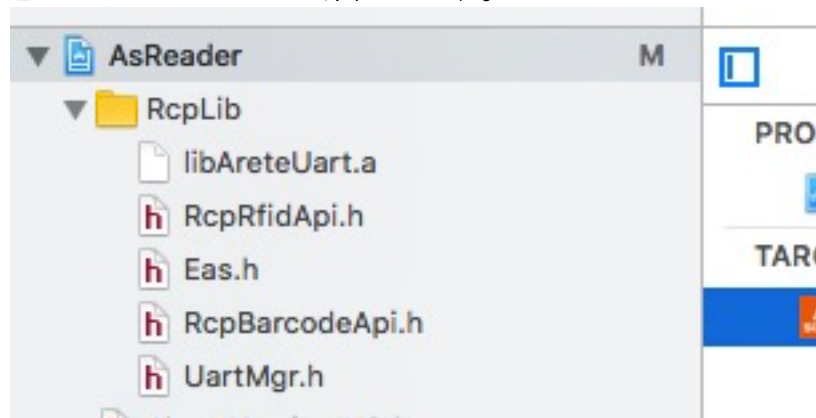 AsReader M
PRO
RcpLib
libAreteUart.a
h RcpRfidApi.h
TAR
h Eas.h
h RcpBarcodeApi.h
h UartMgr.h